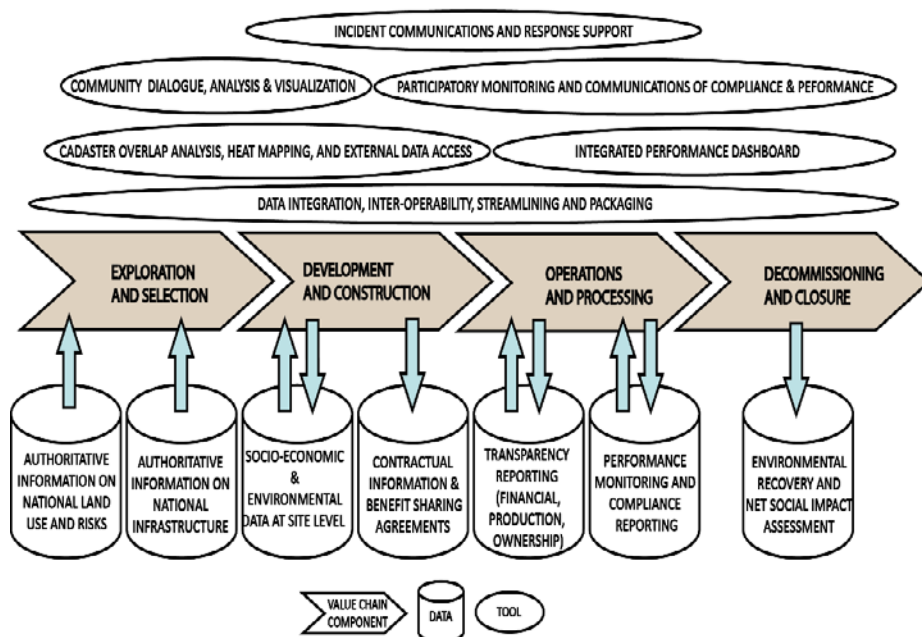 INCIDENT COMMUNICATIONS AND RESPONSE SUPPORT
COMMUNITY DIALOGUE, ANALYSIS & VISUALIZATION
PARTICIPATORY MONITORING AND COMMUNICATIONS OF COMPLIANCE & PEFORMANCE
CADASTER OVERLAP ANALYSIS, HEAT MAPPING, AND EXTERNAL DATA ACCESS
INTEGRATED PERFORMANCE DASHBOARD
DATA INTEGRATION, INTER-OPERABILITY, STREAMLINING AND PACKAGING
EXPLORATION
AND SELECTION
DEVELOPMENT
AND CONSTRUCTION
OPERATIONS
AND PROCESSING
DECOMMISSIONING
AND CLOSURE
AUTHORITATIVE
INFORMATION ON
NATIONAL LAND
USE AND RISKS
AUTHORITATIVE
INFORMATION ON
NATIONAL
INFRASTRUCTURE
SOCIO-ECONOMIC
&
ENVIRONMENTAL
DATA AT SITE LEVEL
CONTRACTUAL
INFORMATION &
BENEFIT SHARING
AGREEMENTS
TRANSPARENCY
REPORTING
(FINANCIAL,
PRODUCTION,
OWNERSHIP)
PERFORMANCE
MONITORING AND
COMPLIANCE
REPORTING
ENVIRONMENTAL
RECOVERY AND
NET SOCIAL IMPACT
ASSESSMENT
VALUE CHAIN
COMPONENT
DATA
TOOL